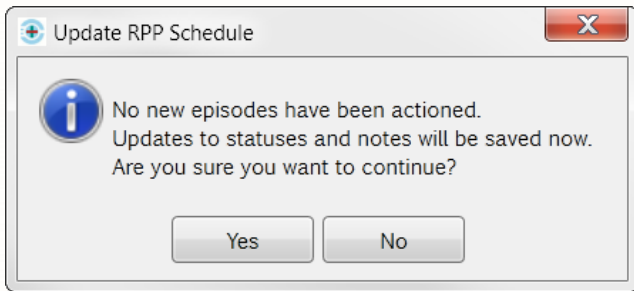 Update RPP Schedule
No new episodes have been actioned.
Updates to statuses and notes will be saved now.
Are you sure you want to continue?
Yes No